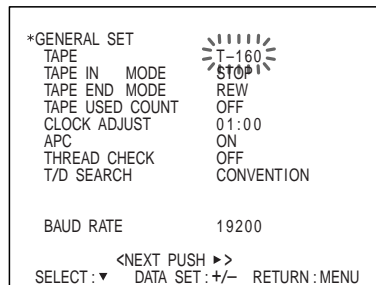 *GENERAL SET
TAPE T–160
TAPE IN MODE STOP
TAPE END MODE REW
TAPE USED COUNT OFF
CLOCK ADJUST 01:00
APC ON
THREAD CHECK OFF
T/D SEARCH CONVENTION
BAUD RATE 19200
<NEXT PUSH ►>
SELECT:▼ DATA SET:+/– RETURN:MENU